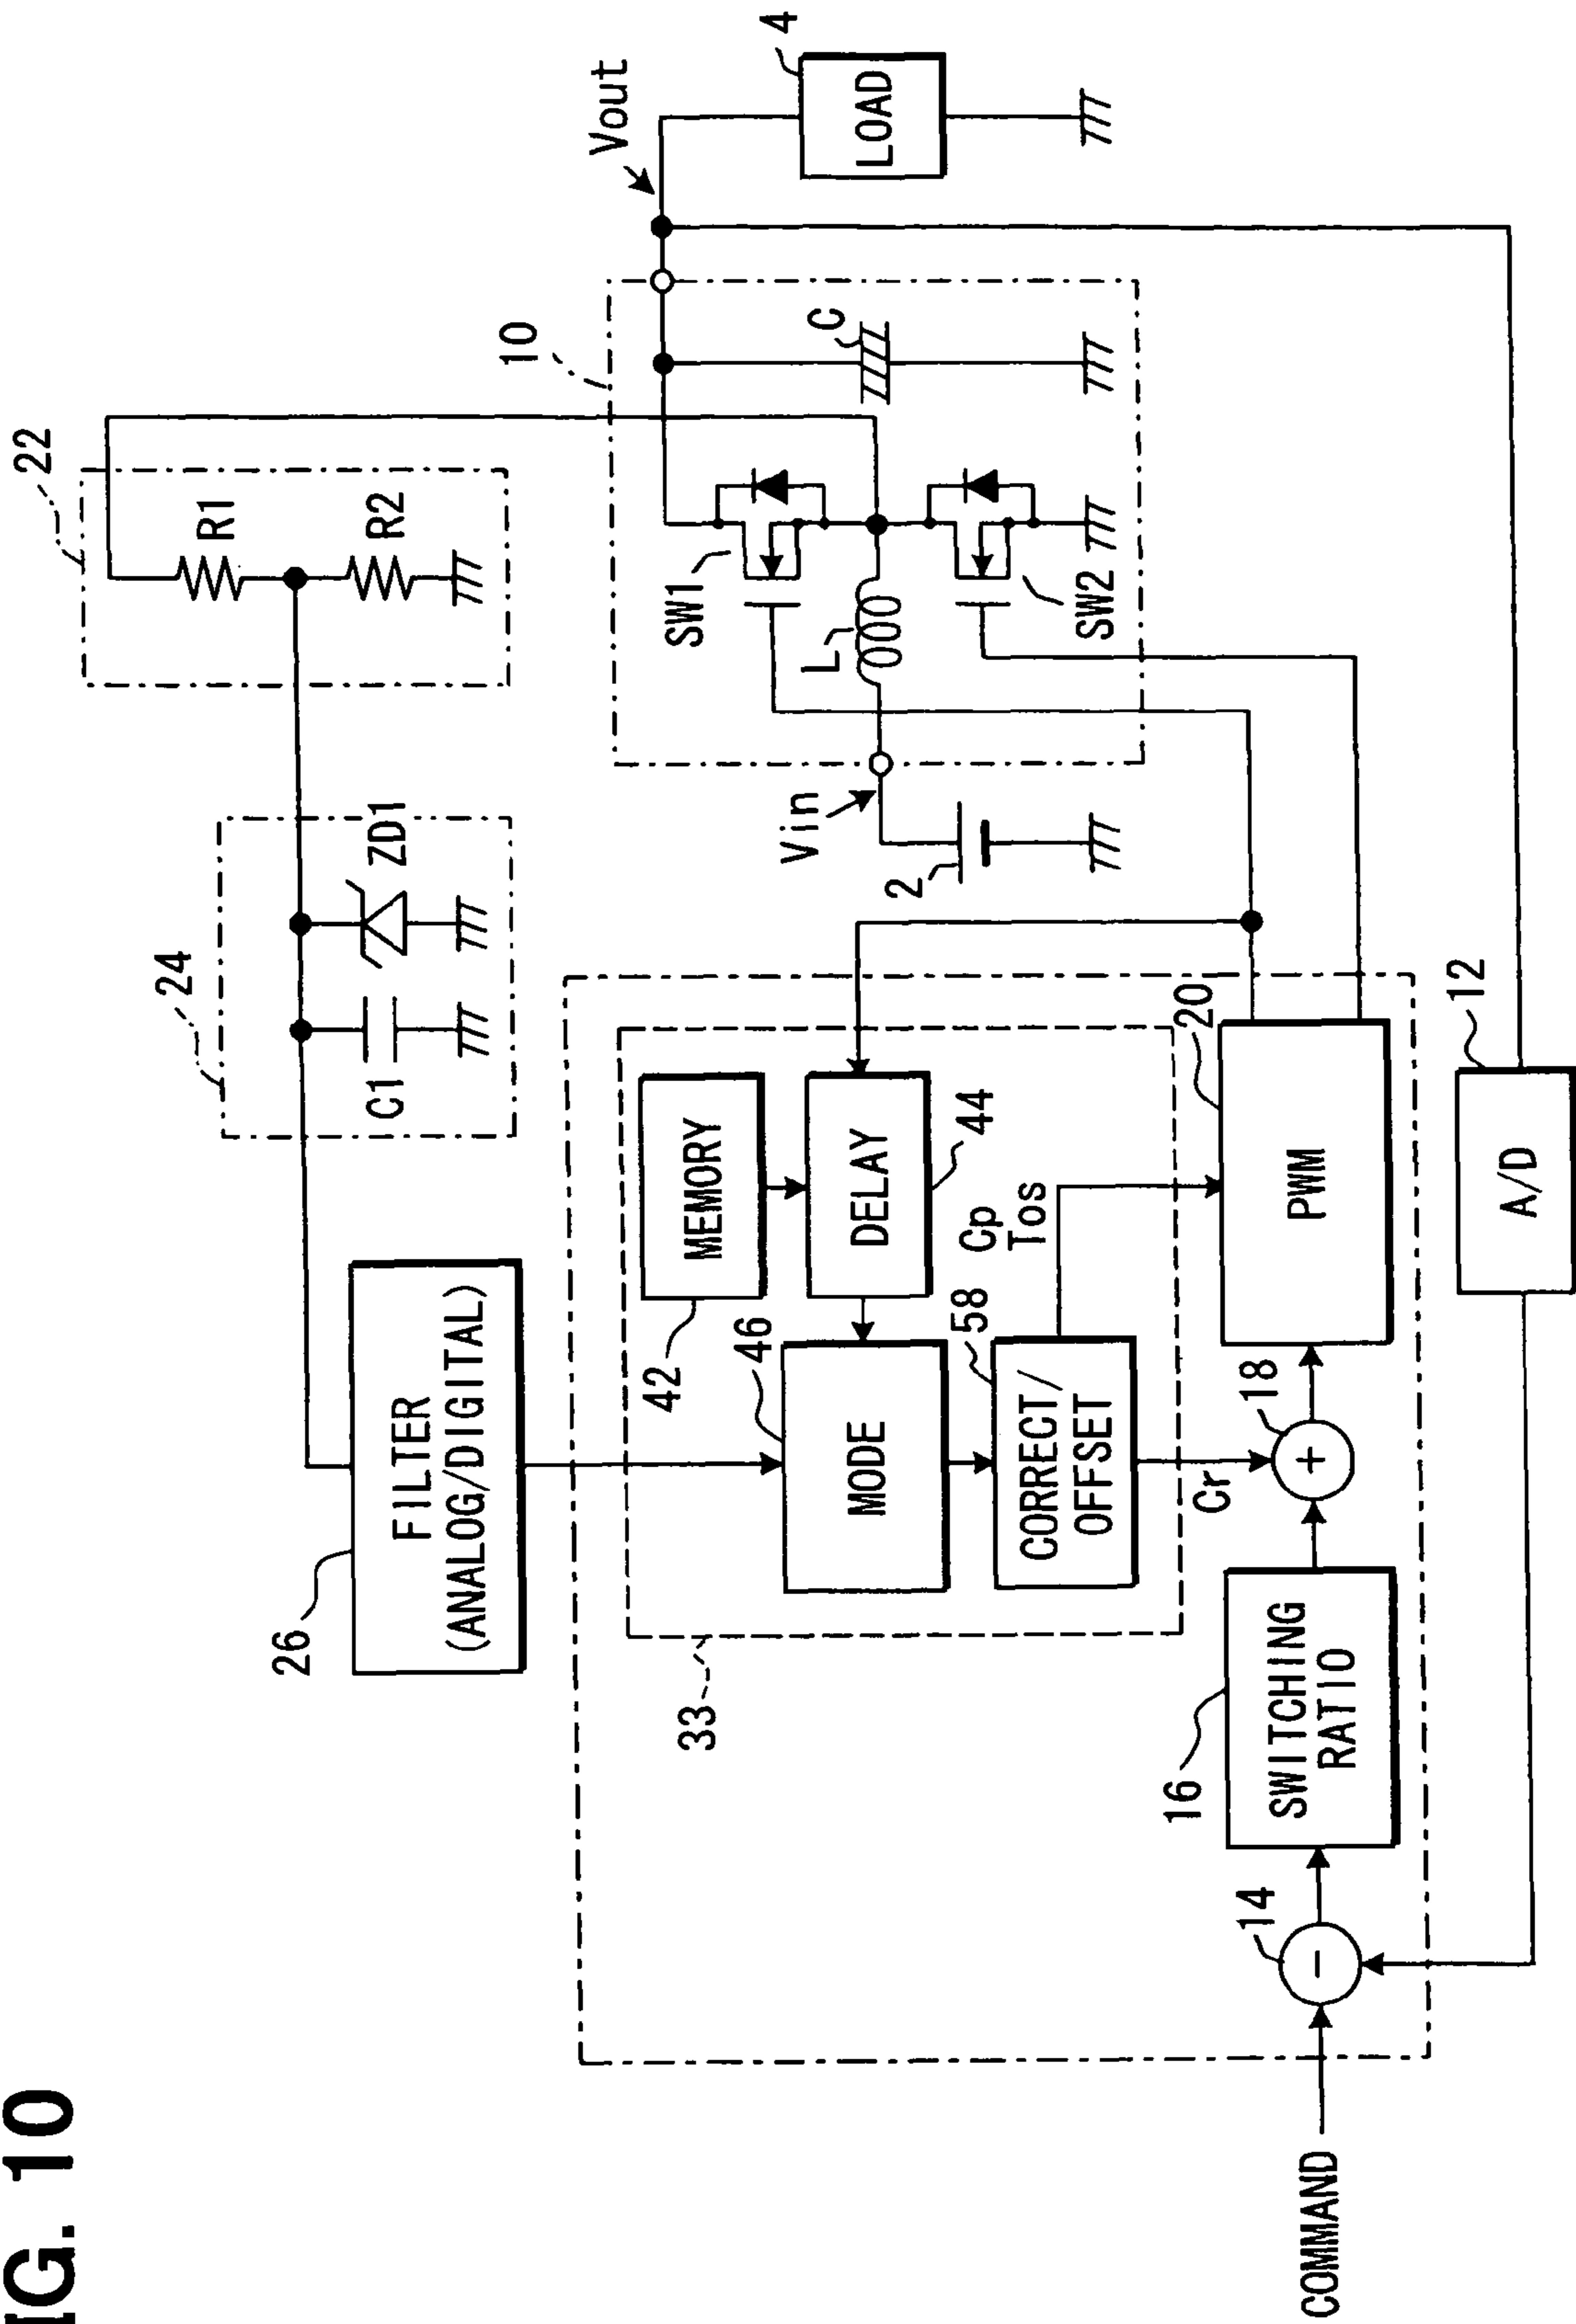 IG. 10
22
R1
R2
24
C1
ZD1
26
FILTER
(ANALOG/DIGITAL)
10
Vout
4
LOAD
C
SW1
L
SW2
Vin
2
33
42
MEMORY
DELAY
44
46
MODE
58
CORRECT/
OFFSET
Cp
Tos
Cr
COMMAND
14
-
16
SWITCHING
RATIO
18
+
20
PWM
12
A/D